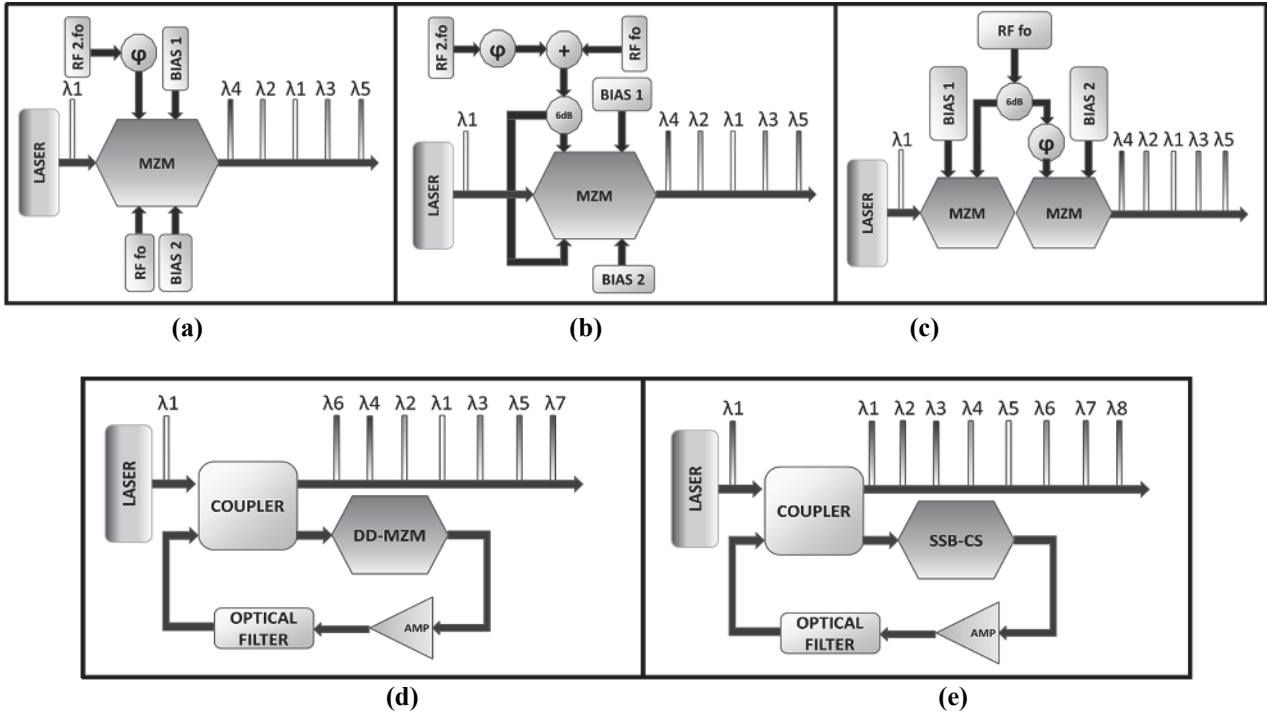 RF 2.fo
φ
BIAS 1
λ1
λ4 λ2 λ1 λ3 λ5
LASER
MZM
RF fo
BIAS 2
(a)
RF 2.fo
φ
+
RF fo
BIAS 1
6dB
λ1
λ4 λ2 λ1 λ3 λ5
LASER
MZM
BIAS 2
(b)
RF fo
BIAS 1
6dB
BIAS 2
φ
λ1
λ4 λ2 λ1 λ3 λ5
LASER
MZM
MZM
(c)
λ1
λ6 λ4 λ2 λ1 λ3 λ5 λ7
LASER
COUPLER
DD-MZM
OPTICAL
FILTER
AMP
(d)
λ1
λ1 λ2 λ3 λ4 λ5 λ6 λ7 λ8
LASER
COUPLER
SSB-CS
OPTICAL
FILTER
AMP
(e)